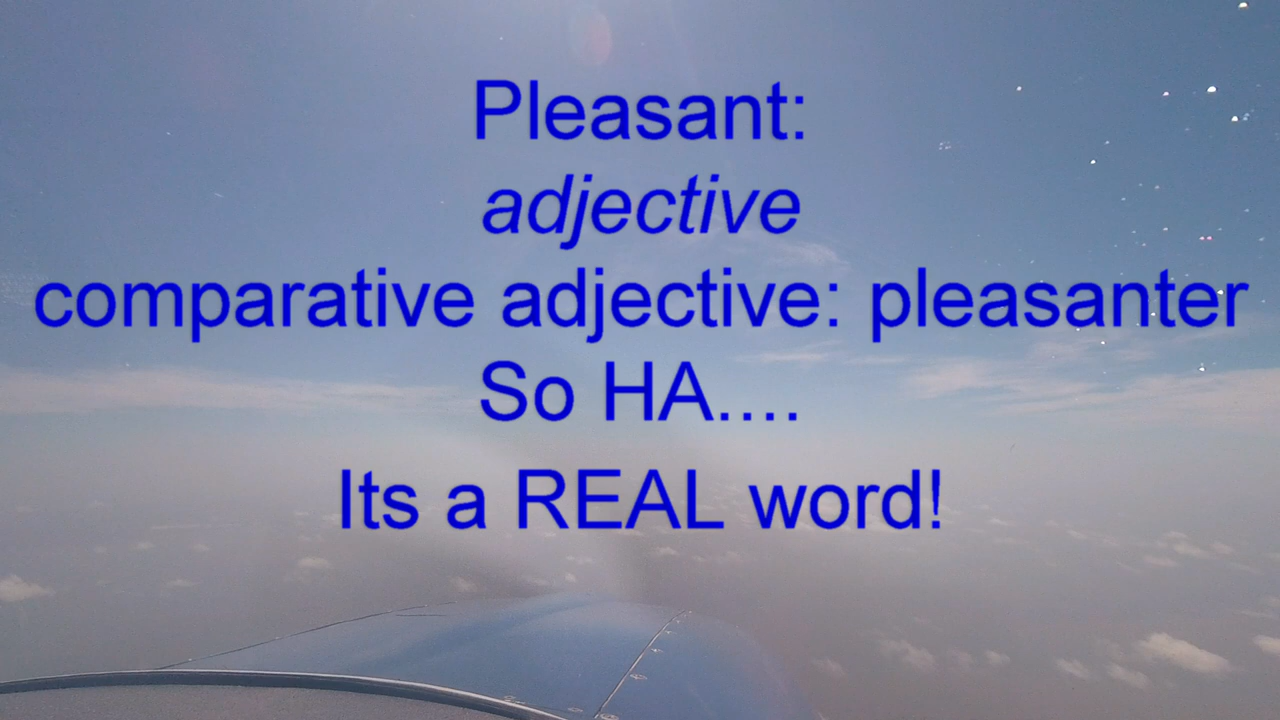 Pleasant:
adjective
comparative adjective: pleasanter
So HA....
Its a REAL word!